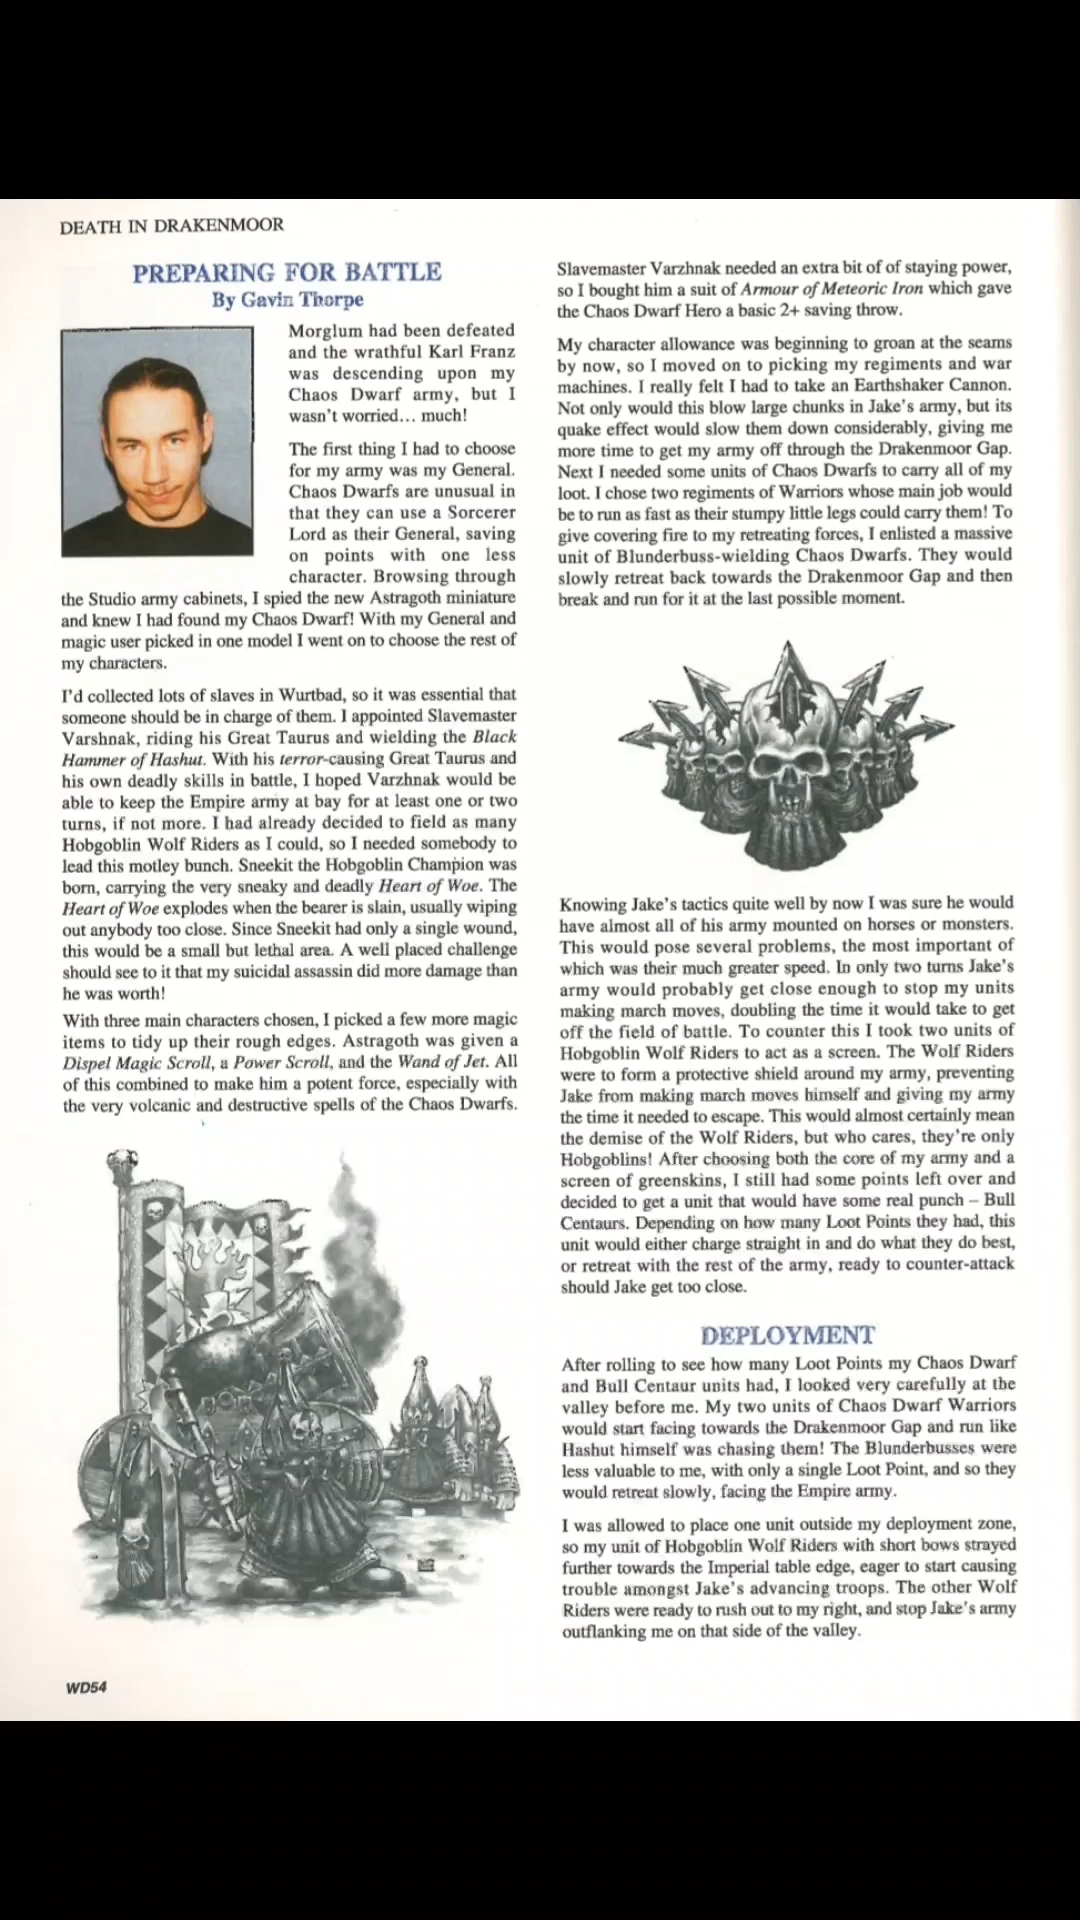 DEATH IN DRAKENMOOR
PREPARING FOR BATTLE
By Gavin Thorpe
Morglum had been defeated
and the wrathful Karl Franz
was descending upon my
Chaos Dwarf army, but I
wasn't worried... much!
The first thing I had to choose
for my army was my General.
Chaos Dwarfs are unusual in
that they can use a Sorcerer
Lord as their General, saving
on points with one less
character. Browsing through
the Studio army cabinets, I spied the new Astragoth miniature
and knew I had found my Chaos Dwarf! With my General and
magic user picked in one model I went on to choose the rest of
my characters.
I'd collected lots of slaves in Wurtbad, so it was essential that
someone should be in charge of them. I appointed Slavemaster
Varshnak, riding his Great Taurus and wielding the Black
Hammer of Hashut. With his terror-causing Great Taurus and
his own deadly skills in battle, I hoped Varzhnak would be
able to keep the Empire army at bay for at least one or two
turns, if not more. I had already decided to field as many
Hobgoblin Wolf Riders as I could, so I needed somebody to
lead this motley bunch. Sneekit the Hobgoblin Champion was
born, carrying the very sneaky and deadly Heart of Woe. The
Heart of Woe explodes when the bearer is slain, usually wiping
out anybody too close. Since Sneekit had only a single wound,
this would be a small but lethal area. A well placed challenge
should see to it that my suicidal assassin did more damage than
he was worth!
With three main characters chosen, I picked a few more magic
items to tidy up their rough edges. Astragoth was given a
Dispel Magic Scroll, a Power Scroll, and the Wand of Jet. All
of this combined to make him a potent force, especially with
the very volcanic and destructive spells of the Chaos Dwarfs.
Slavemaster Varzhnak needed an extra bit of of staying power,
so I bought him a suit of Armour of Meteoric Iron which gave
the Chaos Dwarf Hero a basic 2+ saving throw.
My character allowance was beginning to groan at the seams
by now, so I moved on to picking my regiments and war
machines. I really felt I had to take an Earthshaker Cannon.
Not only would this blow large chunks in Jake's army, but its
quake effect would slow them down considerably, giving me
more time to get my army off through the Drakenmoor Gap.
Next I needed some units of Chaos Dwarfs to carry all of my
loot. I chose two regiments of Warriors whose main job would
be to run as fast as their stumpy little legs could carry them! To
give covering fire to my retreating forces, I enlisted a massive
unit of Blunderbuss-wielding Chaos Dwarfs. They would
slowly retreat back towards the Drakenmoor Gap and then
break and run for it at the last possible moment.
Knowing Jake's tactics quite well by now I was sure he would
have almost all of his army mounted on horses or monsters.
This would pose several problems, the most important of
which was their much greater speed. In only two turns Jake's
army would probably get close enough to stop my units
making march moves, doubling the time it would take to get
off the field of battle. To counter this I took two units of
Hobgoblin Wolf Riders to act as a screen. The Wolf Riders
were to form a protective shield around my army, preventing
Jake from making march moves himself and giving my army
the time it needed to escape. This would almost certainly mean
the demise of the Wolf Riders, but who cares, they're only
Hobgoblins! After choosing both the core of my army and a
screen of greenskins, I still had some points left over and
decided to get a unit that would have some real punch – Bull
Centaurs. Depending on how many Loot Points they had, this
unit would either charge straight in and do what they do best,
or retreat with the rest of the army, ready to counter-attack
should Jake get too close.
DEPLOYMENT
After rolling to see how many Loot Points my Chaos Dwarf
and Bull Centaur units had, I looked very carefully at the
valley before me. My two units of Chaos Dwarf Warriors
would start facing towards the Drakenmoor Gap and run like
Hashut himself was chasing them! The Blunderbusses were
less valuable to me, with only a single Loot Point, and so they
would retreat slowly, facing the Empire army.
I was allowed to place one unit outside my deployment zone,
so my unit of Hobgoblin Wolf Riders with short bows strayed
further towards the Imperial table edge, eager to start causing
trouble amongst Jake's advancing troops. The other Wolf
Riders were ready to rush out to my right, and stop Jake's army
outflanking me on that side of the valley.
WD54